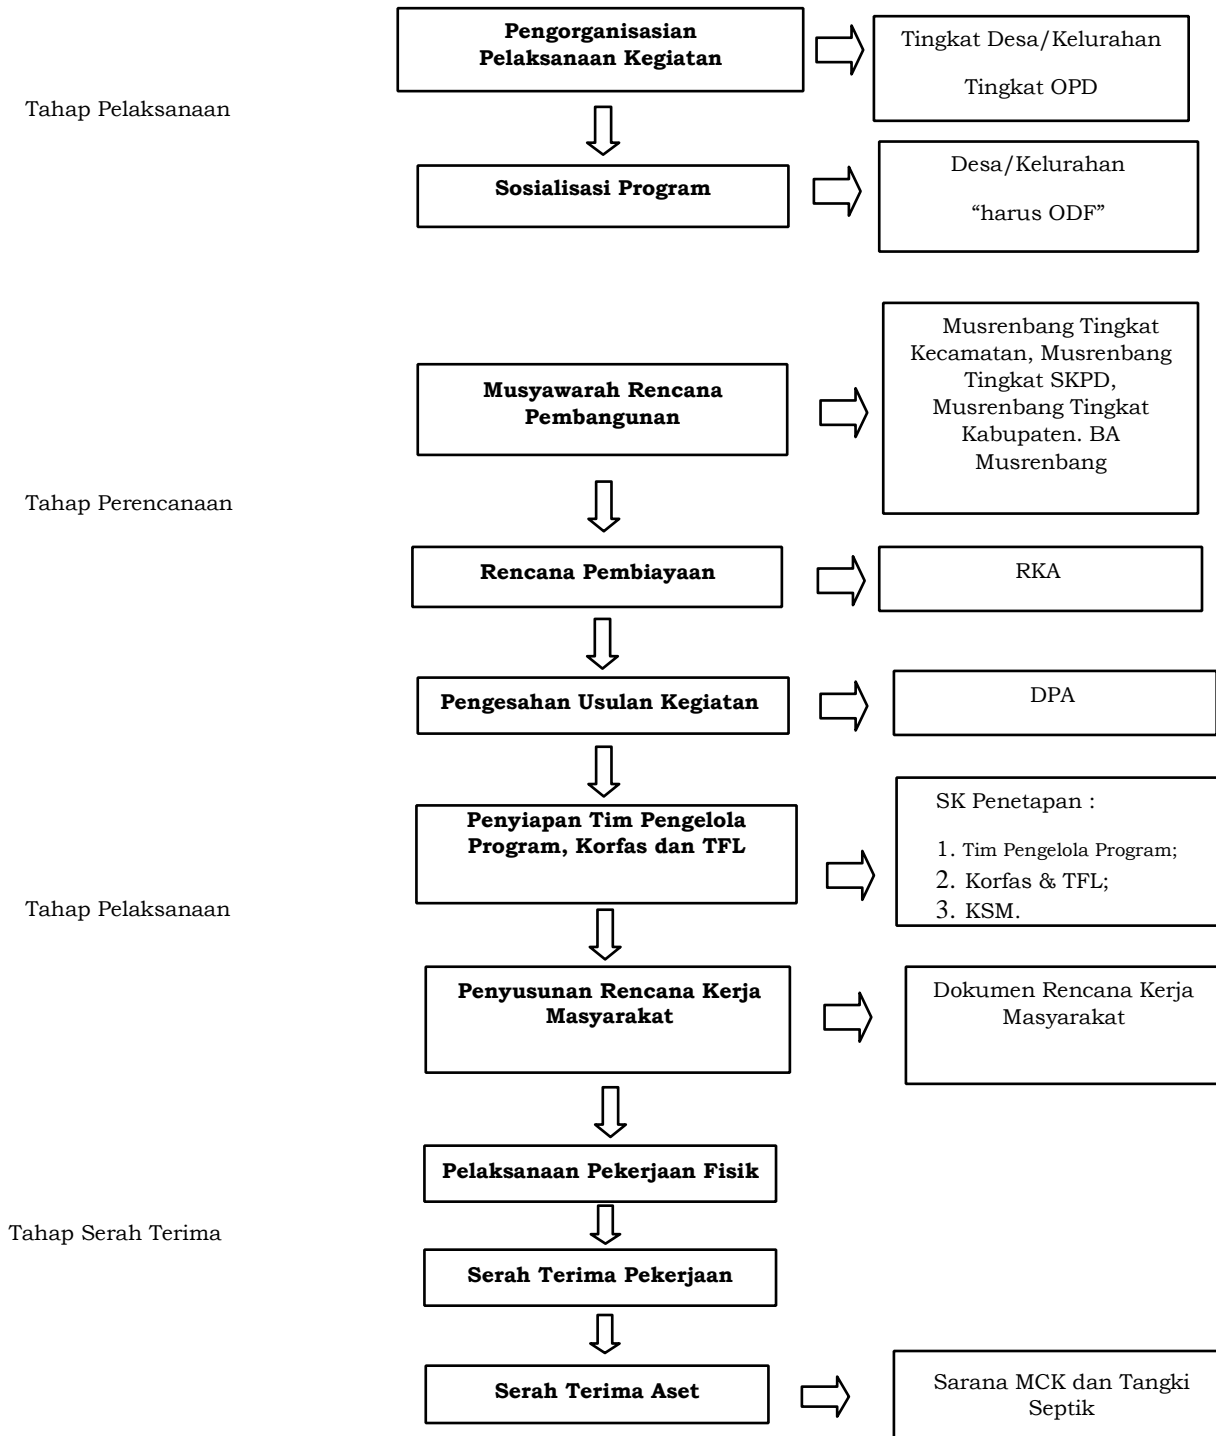 Pengorganisasian
Pelaksanaan Kegiatan
Tingkat Desa/Kelurahan
Tingkat OPD
Tahap Pelaksanaan
Sosialisasi Program
Desa/Kelurahan
“harus ODF”
Musyawarah Rencana
Pembangunan
Musrenbang Tingkat
Kecamatan, Musrenbang
Tingkat SKPD,
Musrenbang Tingkat
Kabupaten. BA
Musrenbang
Tahap Perencanaan
Rencana Pembiayaan
RKA
Pengesahan Usulan Kegiatan
DPA
Penyiapan Tim Pengelola
Program, Korfas dan TFL
SK Penetapan :
1. Tim Pengelola Program;
2. Korfas & TFL;
3. KSM.
Tahap Pelaksanaan
Penyusunan Rencana Kerja
Masyarakat
Dokumen Rencana Kerja
Masyarakat
Pelaksanaan Pekerjaan Fisik
Tahap Serah Terima
Serah Terima Pekerjaan
Serah Terima Aset
Sarana MCK dan Tangki
Septik